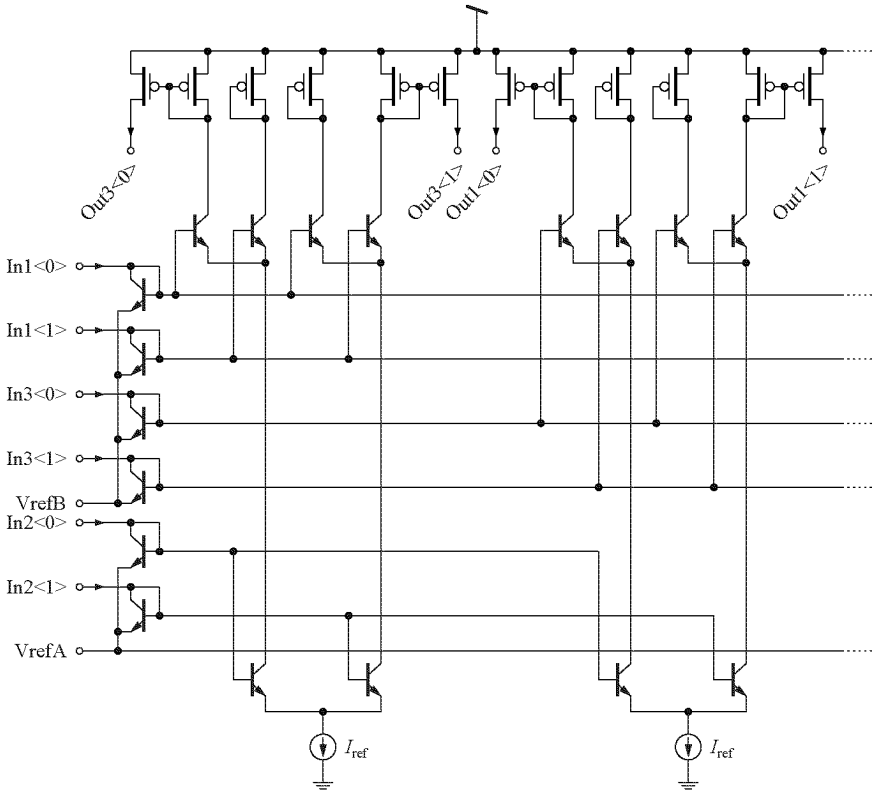 Out3<0>
Out3<1>
Out1<0>
Out1<1>
In1<0>
In1<1>
In3<0>
In3<1>
VrefB
In2<0>
In2<1>
VrefA
Iref
Iref